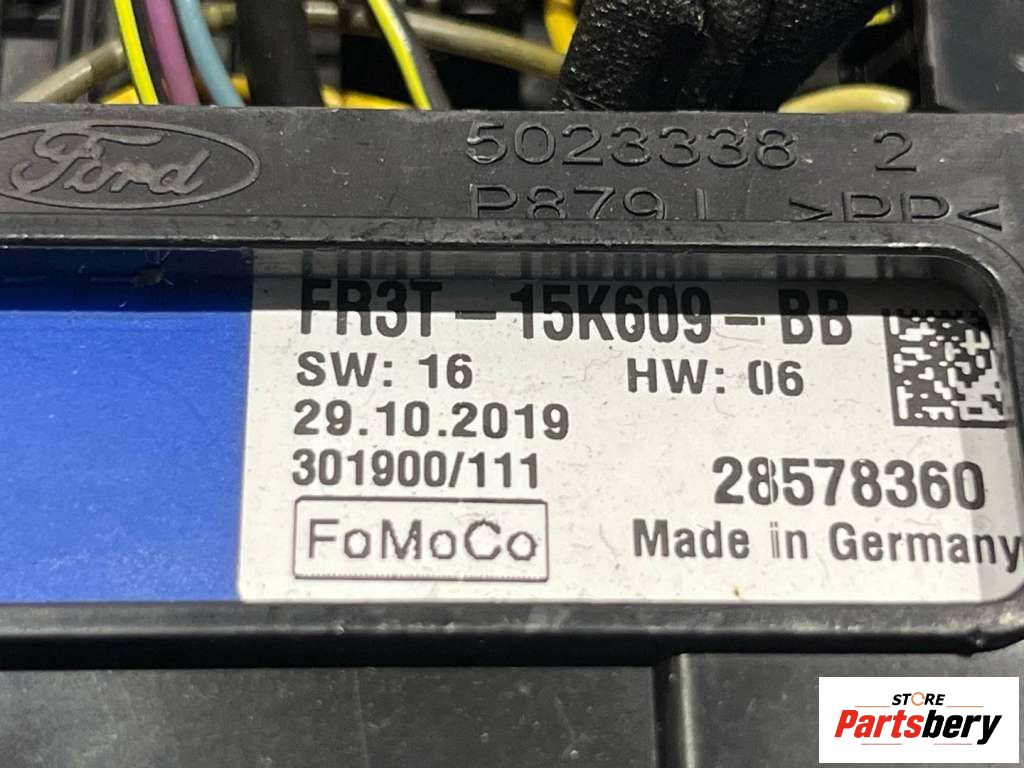 Ford
5023338 2
P8791 >PP<
FR3T-15K609-BB
SW: 16 HW: 06
29.10.2019
301900/111 28578360
FoMoCo Made in Germany
STORE
Partsbery